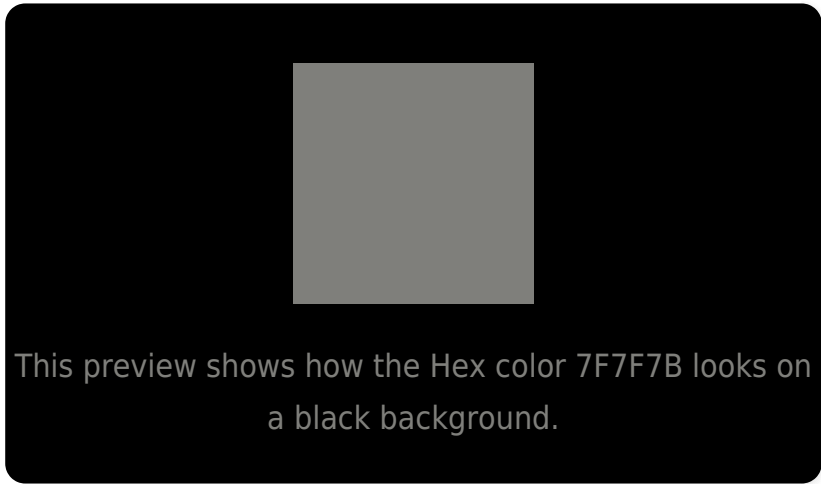 This preview shows how the Hex color 7F7F7B looks on
a black background.